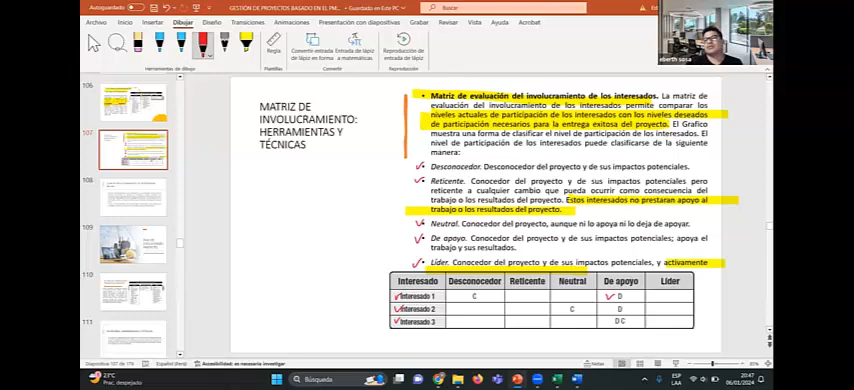 Autoguardado
GESTIÓN DE PROYECTOS BASADO EN EL PMI... • Guardado en Este PC
Buscar
Archivo Inicio Insertar Dibujar Diseño Transiciones Animaciones Presentación con diapositivas Grabar Revisar Vista Ayuda Acrobat
Regla
Convertir entrada de lápiz en forma
Entrada de lápiz a matemáticas
Reproducción de entrada de lápiz
Herramientas de dibujo
Plantillas
Convertir
Reproducción
eberth sosa
106
107
108
109
110
111
MATRIZ DE
INVOLUCRAMIENTO:
HERRAMIENTAS Y
TÉCNICAS
• Matriz de evaluación del involucramiento de los interesados. La matriz de
evaluación del involucramiento de los interesados permite comparar los
niveles actuales de participación de los interesados con los niveles deseados
de participación necesarios para la entrega exitosa del proyecto. El Grafico
muestra una forma de clasificar el nivel de participación de los interesados. El
nivel de participación de los interesados puede clasificarse de la siguiente
manera:
• Desconocedor. Desconocedor del proyecto y de sus impactos potenciales.
• Reticente. Conocedor del proyecto y de sus impactos potenciales pero
reticente a cualquier cambio que pueda ocurrir como consecuencia del
trabajo o los resultados del proyecto. Estos interesados no prestaran apoyo al
trabajo o los resultados del proyecto.
• Neutral. Conocedor del proyecto, aunque ni lo apoya ni lo deja de apoyar.
• De apoyo. Conocedor del proyecto y de sus impactos potenciales; apoya el
trabajo y sus resultados.
• Líder. Conocedor del proyecto y de sus impactos potenciales, y activamente
Interesado Desconocedor Reticente Neutral De apoyo Líder
Interesado 1 C D
Interesado 2 C D
Interesado 3 D C
Diapositiva 107 de 174 Español (Perú) Accesibilidad: es necesario investigar
Notas
23°C
Prac. despejado
Búsqueda
ESP
LAA
20:47
06/02/2024